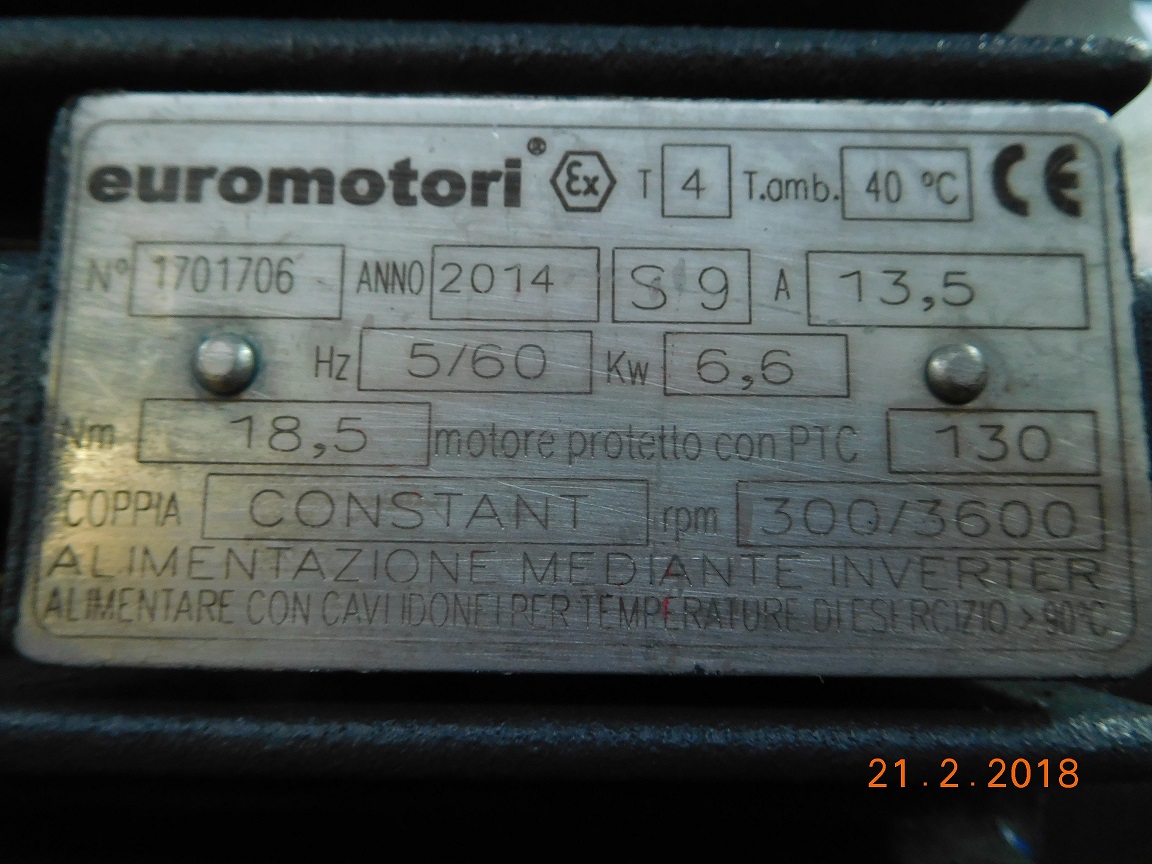 euromotori® Ex T 4 T.amb. 40 °C CE
N° 1701706 ANNO 2014 S 9 A 13,5
Hz 5/60 Kw 6,6
Nm 18,5 motore protetto con PTC 130
COPPIA CONSTANT rpm 300/3600
ALIMENTAZIONE MEDIANTE INVERTER
ALIMENTARE CON CAVI IDONEI PER TEMPERATURE DI ESERCIZIO > 90°C
21.2.2018